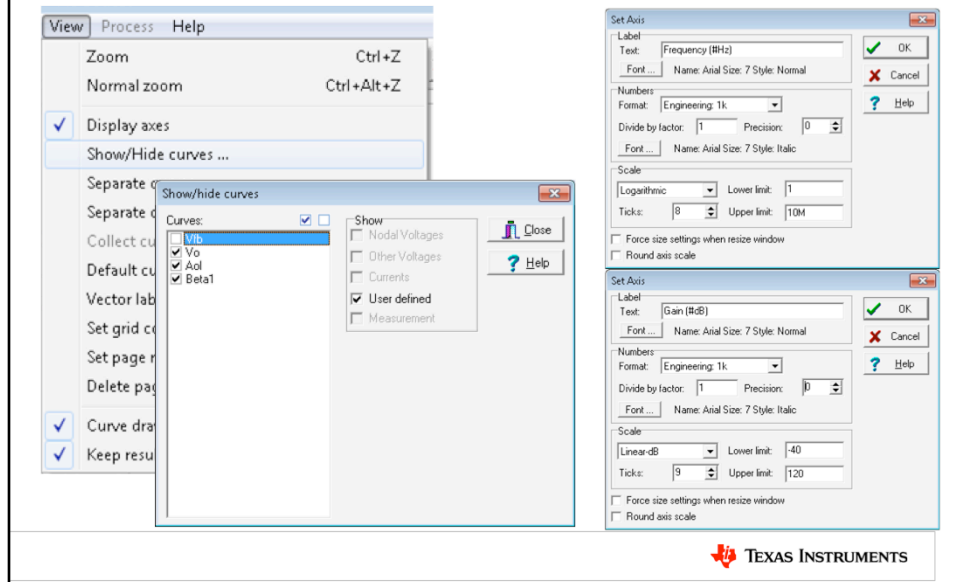 View Process Help
Zoom Ctrl+Z
Normal zoom Ctrl+Alt+Z
Display axes
Show/Hide curves ...
Separate
Separate
Collect cu
Default cu
Vector lab
Set grid co
Set page
Delete pag
Curve dra
Keep resu
Show/hide curves
Curves:
Vfb
Vo
Aol
Beta1
Show
Nodal Voltages
Other Voltages
Currents
User defined
Measurement
Close
? Help
Set Axis
Label
Text: Frequency (#Hz)
Font ... Name: Arial Size: 7 Style: Normal
Numbers
Format: Engineering: 1k
Divide by factor: 1 Precision: 0
Font ... Name: Arial Size: 7 Style: Italic
Scale
Logarithmic Lower limit: 1
Ticks: 8 Upper limit: 10M
Force size settings when resize window
Round axis scale
OK
Cancel
? Help
Set Axis
Label
Text: Gain (#dB)
Font ... Name: Arial Size: 7 Style: Normal
Numbers
Format: Engineering: 1k
Divide by factor: 1 Precision: 0
Font ... Name: Arial Size: 7 Style: Italic
Scale
Linear-dB Lower limit: -40
Ticks: 9 Upper limit: 120
Force size settings when resize window
Round axis scale
OK
Cancel
? Help
TEXAS INSTRUMENTS